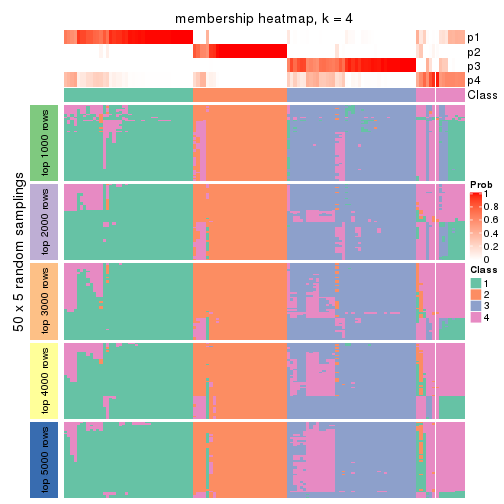 membership heatmap, k = 4
p1
p2
p3
p4
Class
50 x 5 random samplings
top 1000 rows
top 2000 rows
top 3000 rows
top 4000 rows
top 5000 rows
Prob
1
0.8
0.6
0.4
0.2
0
Class
1
2
3
4